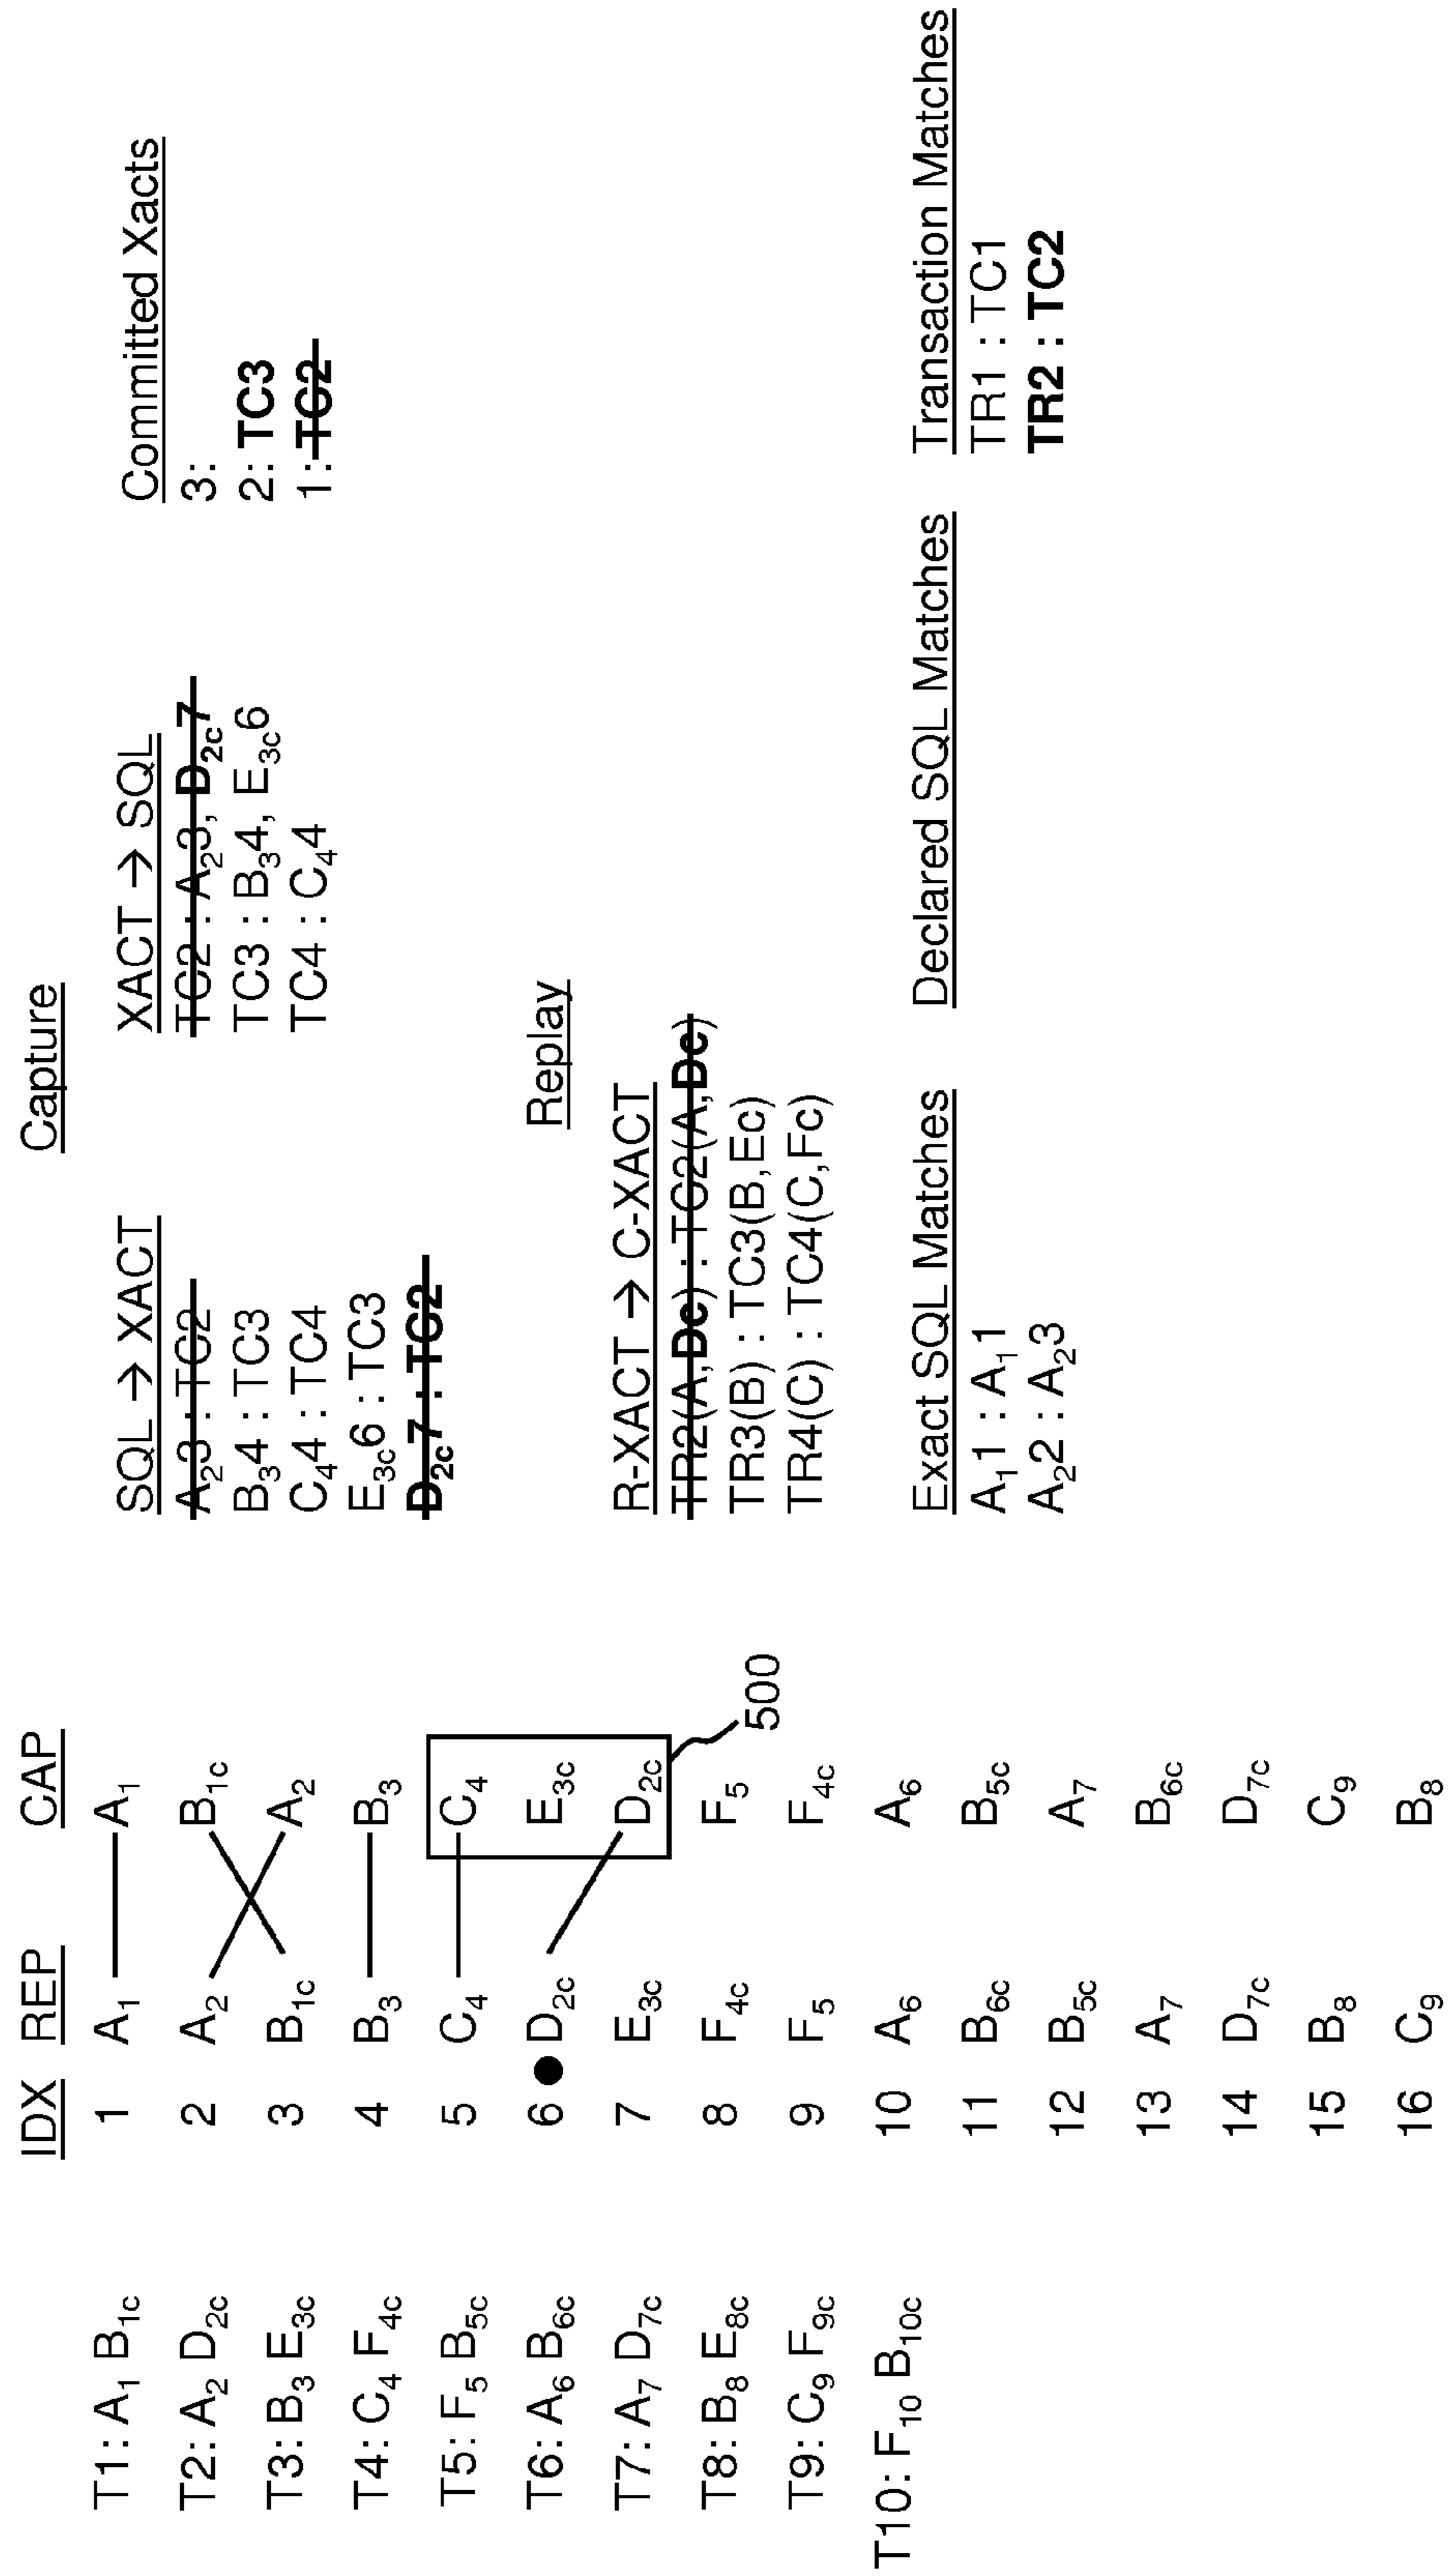 T1: A1 B1c
T2: A2 D2c
T3: B3 E3c
T4: C4 F4c
T5: F5 B5c
T6: A6 B6c
T7: A7 D7c
T8: B8 E8c
T9: C9 F9c
T10: F10 B10c
IDX REP CAP
1 A1 A1
2 A2 B1c
3 B1c A2
4 B3 B3
5 C4 C4
6 D2c E3c
7 E3c D2c
8 F4c F5
9 F5 F4c
10 A6 A6
11 B6c B5c
12 B5c A7
13 A7 B6c
14 D7c D7c
15 B8 C9
16 C9 B8
500
Capture
SQL → XACT
A23 : TC2
B34 : TC3
C44 : TC4
E3c6 : TC3
D2c7 : TC2
XACT → SQL
TC2 : A23, D2c7
TC3 : B34, E3c6
TC4 : C44
Committed Xacts
3:
2: TC3
1: TC2
Replay
R-XACT → C-XACT
TR2(A,Dc) : TC2(A,Dc)
TR3(B) : TC3(B,Ec)
TR4(C) : TC4(C,Fc)
Exact SQL Matches
A11 : A11
A22 : A23
Declared SQL Matches
Transaction Matches
TR1 : TC1
TR2 : TC2